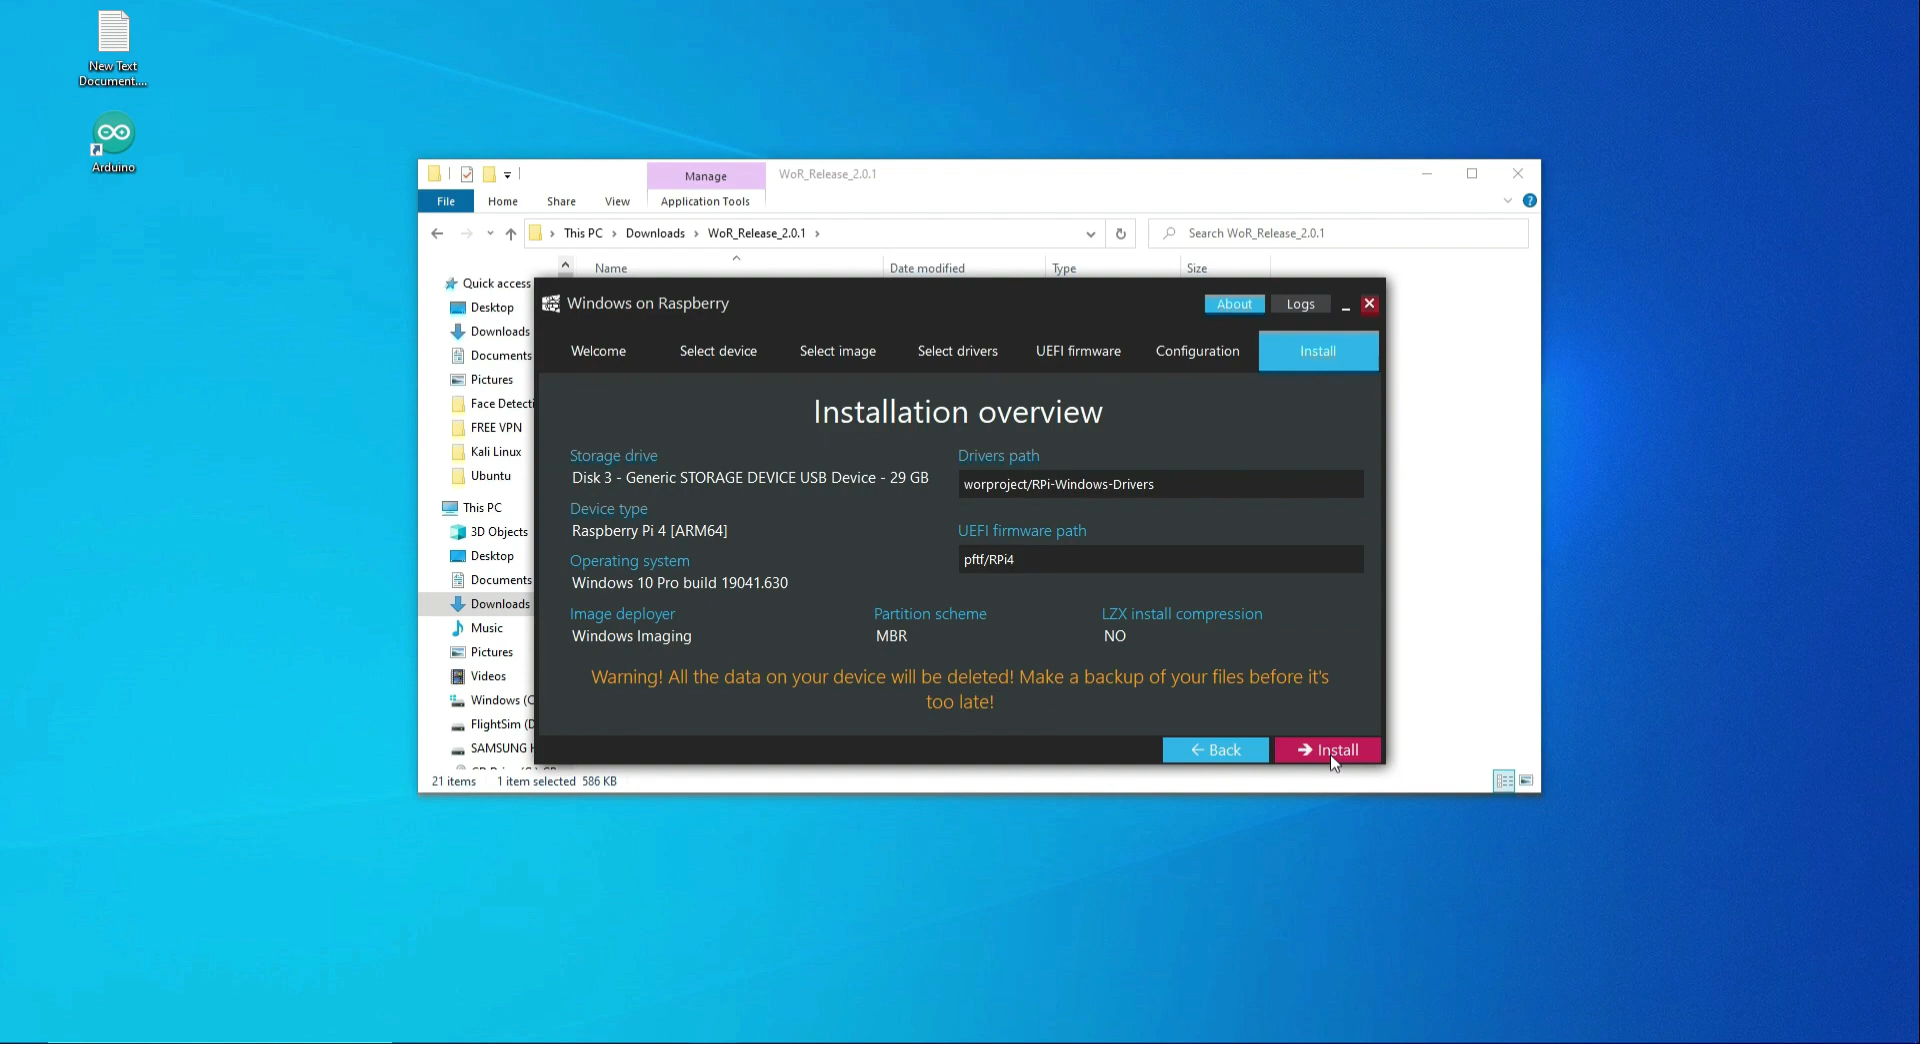 New Text
Document....
Arduino
Manage
WoR_Release_2.0.1
File
Home
Share
View
Application Tools
This PC
Downloads
WoR_Release_2.0.1
Search WoR_Release_2.0.1
Name
Date modified
Type
Size
Quick access
Desktop
Downloads
Documents
Pictures
Face Detecti
FREE VPN
Kali Linux
Ubuntu
This PC
3D Objects
Desktop
Documents
Downloads
Music
Pictures
Videos
Windows (C
FlightSim (D
SAMSUNG H
21 items
1 item selected 586 KB
Windows on Raspberry
About
Logs
Welcome
Select device
Select image
Select drivers
UEFI firmware
Configuration
Install
Installation overview
Storage drive
Disk 3 - Generic STORAGE DEVICE USB Device - 29 GB
Device type
Raspberry Pi 4 [ARM64]
Operating system
Windows 10 Pro build 19041.630
Drivers path
worproject/RPi-Windows-Drivers
UEFI firmware path
pftf/RPi4
Image deployer
Windows Imaging
Partition scheme
MBR
LZX install compression
NO
Warning! All the data on your device will be deleted! Make a backup of your files before it's
too late!
Back
Install